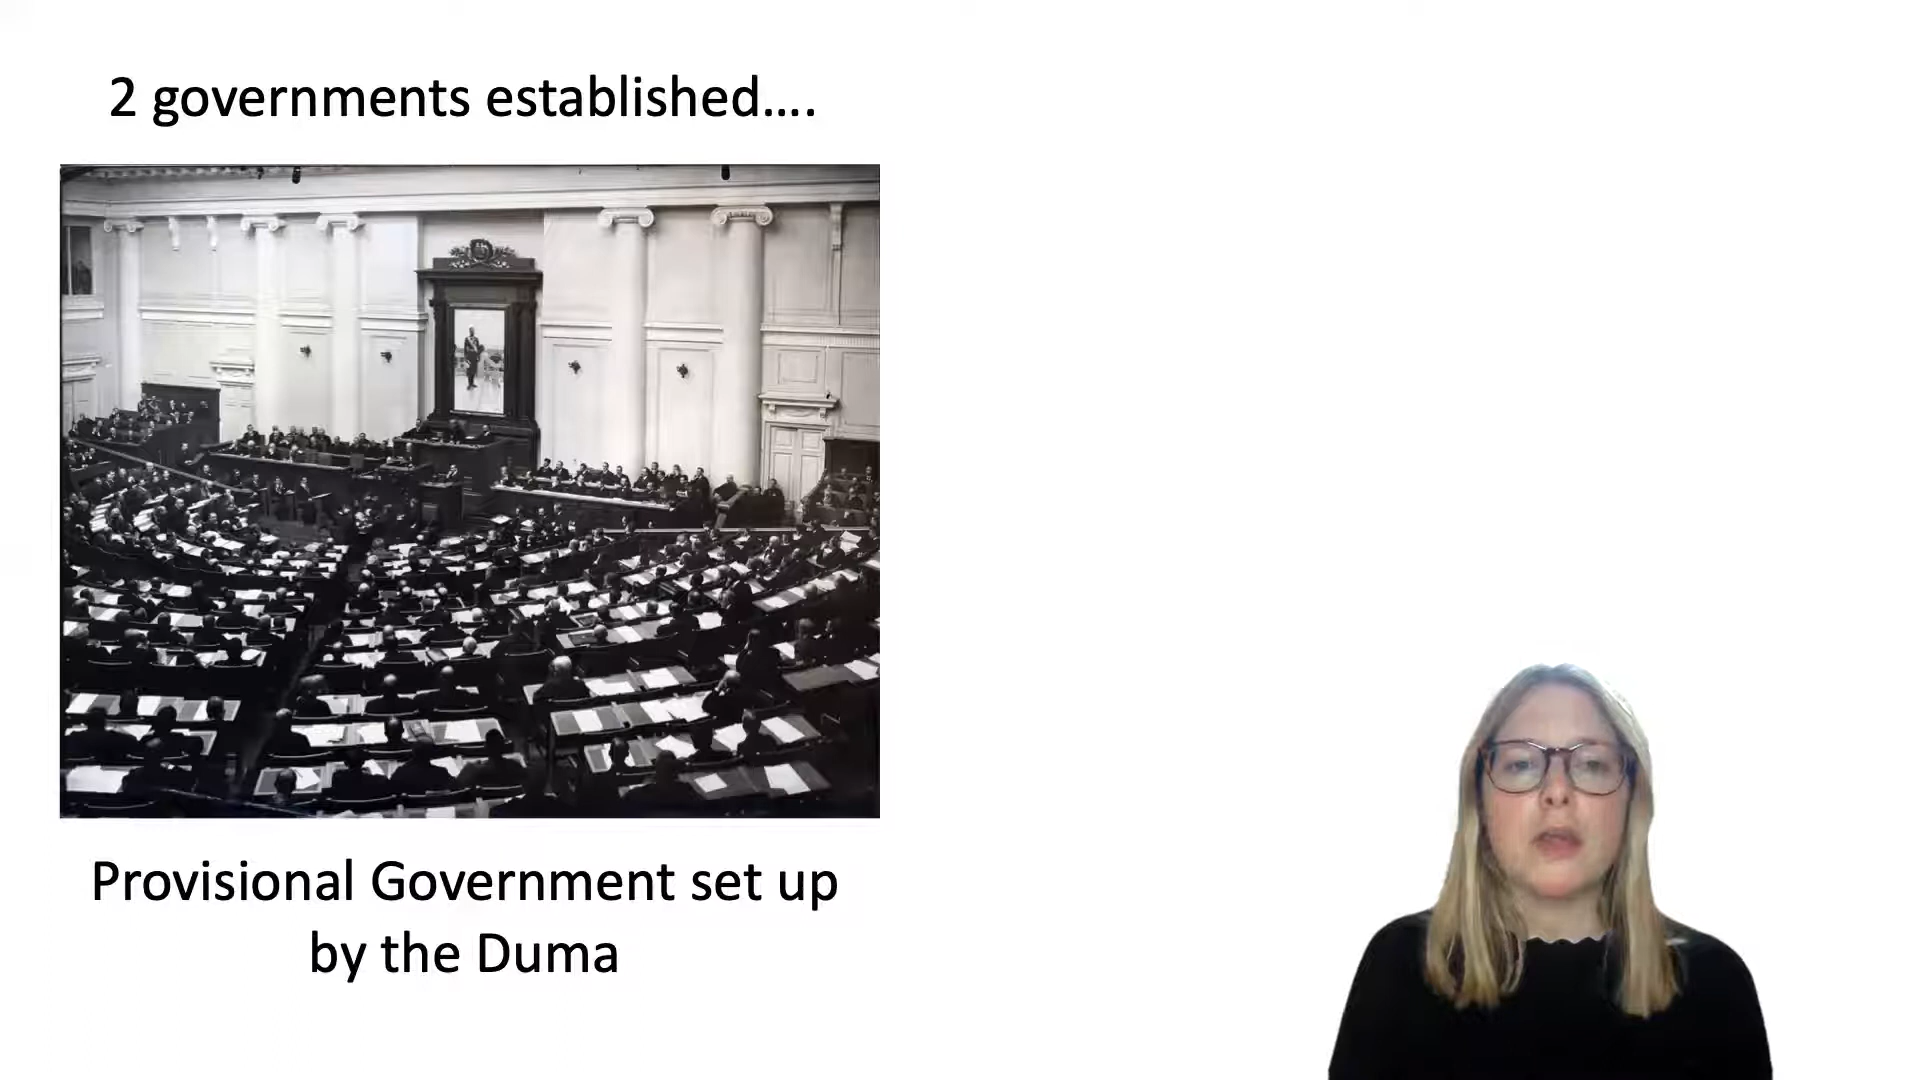 2 governments established….
Provisional Government set up
by the Duma